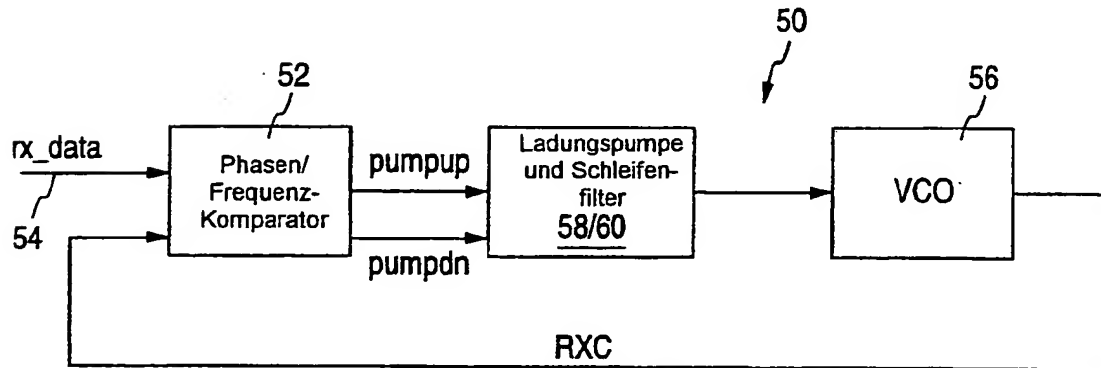 50
52
56
rx_data
54
Phasen/
Frequenz-
Komparator
pumpup
pumpdn
Ladungspumpe
und Schleifen-
filter
58/60
VCO
RXC